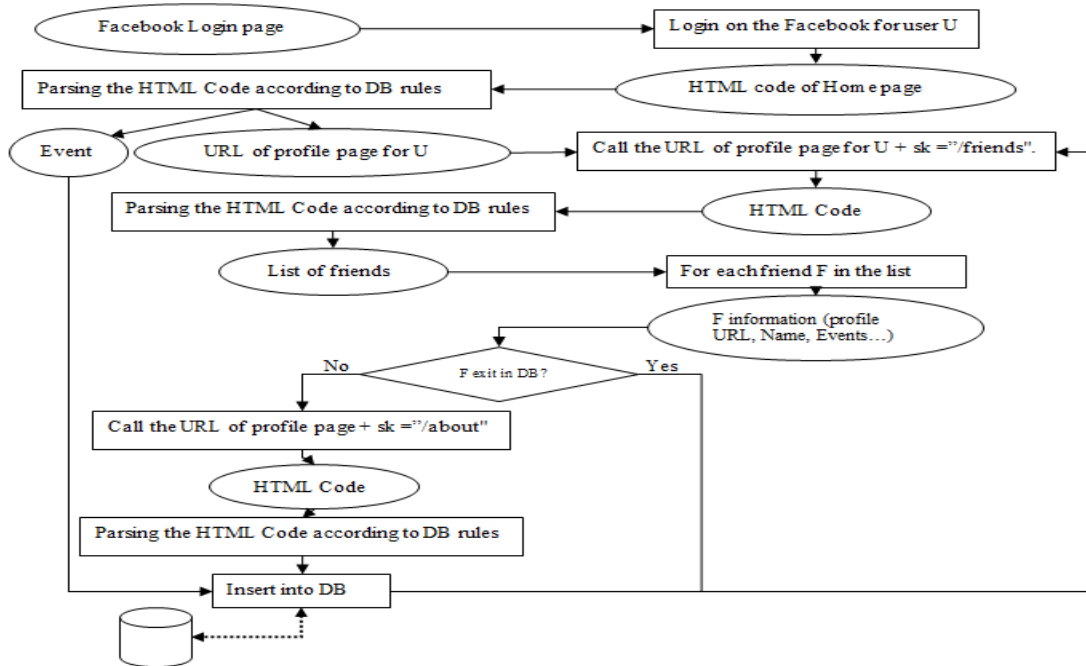 Facebook Login page
Login on the Facebook for user U
Parsing the HTML Code according to DB rules
HTML code of Home page
Event
URL of profile page for U
Call the URL of profile page for U + sk =”/friends".
Parsing the HTML Code according to DB rules
HTML Code
List of friends
For each friend F in the list
F information (profile
URL, Name, Events...)
No
F exit in DB?
Yes
Call the URL of profile page + sk =”/about"
HTML Code
Parsing the HTML Code according to DB rules
Insert into DB